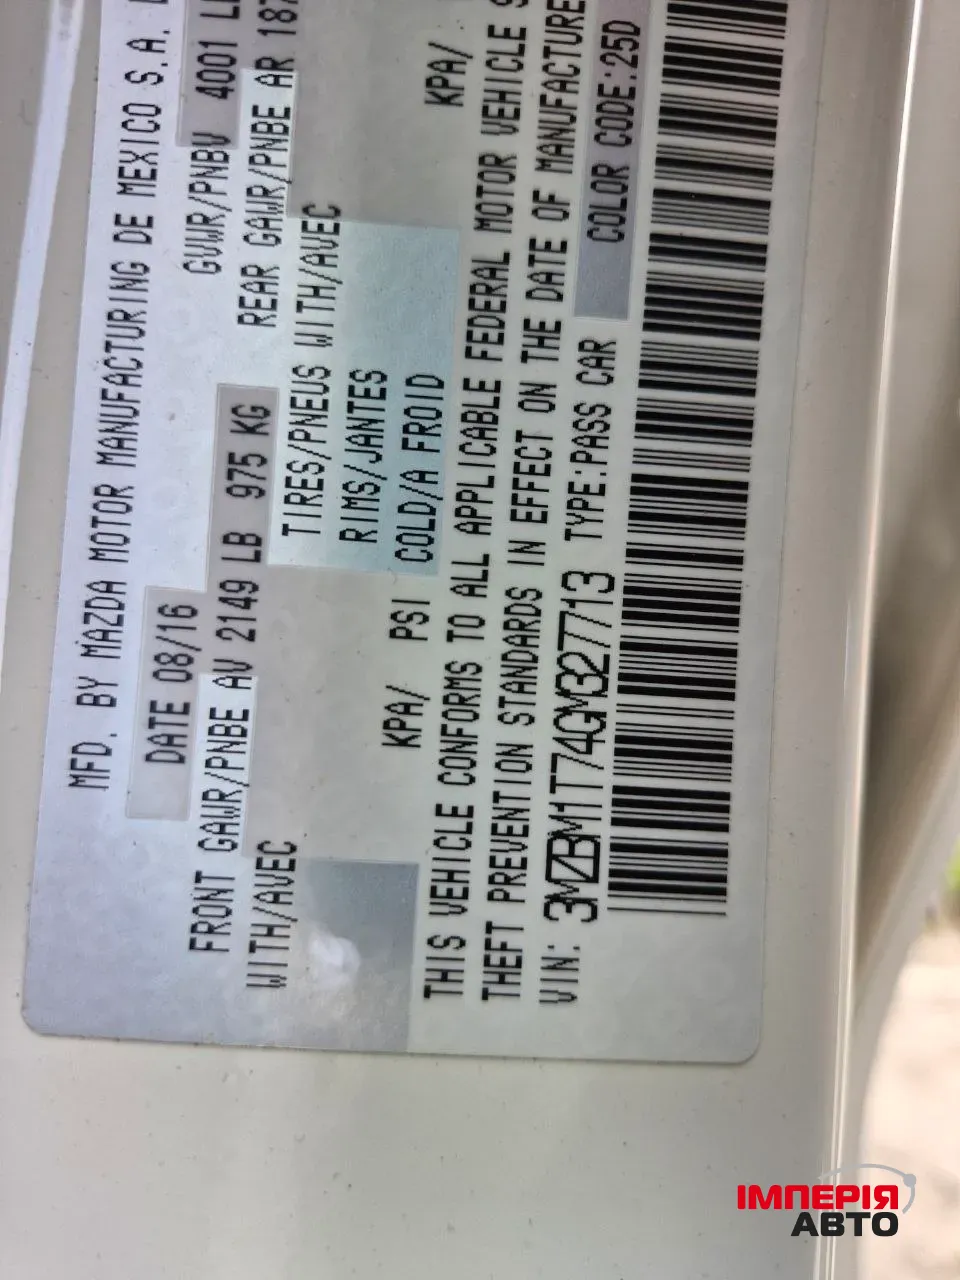 MFD. BY MAZDA MOTOR MANUFACTURING DE MEXICO S.A.
DATE 08/16 GVWR/PNBV 4001
FRONT GAWR/PNBE AV 2149 LB 975 KG REAR GAWR/PNBE AR 187
WITH/AVEC TIRES/PNEUS WITH/AVEC
RIMS/JANTES
KPA/ PSI COLD/A FROID KPA/
THIS VEHICLE CONFORMS TO ALL APPLICABLE FEDERAL MOTOR VEHICLE S
THEFT PREVENTION STANDARDS IN EFFECT ON THE DATE OF MANUFACTURE
VIN: 3MZBM1T74GM327713 TYPE:PASS CAR COLOR CODE:25D
ІМПЕРІЯ
АВТО